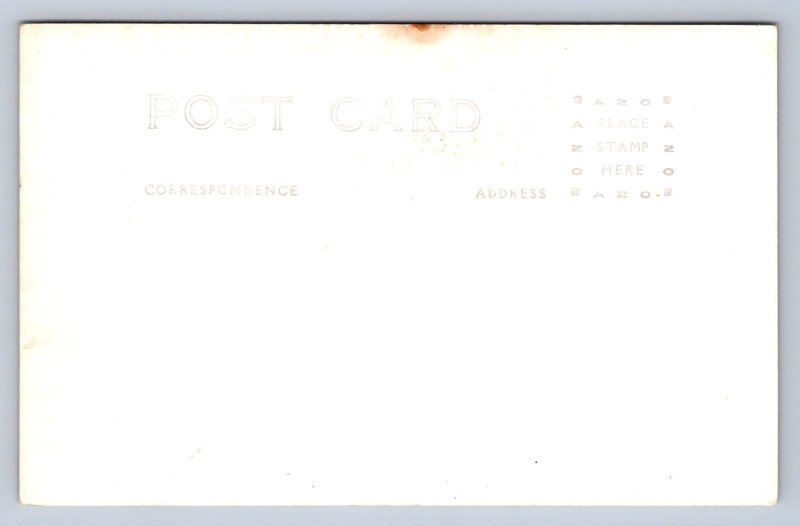 POST CARD
CORRESPONDENCE
ADDRESS
PLACE
STAMP
HERE